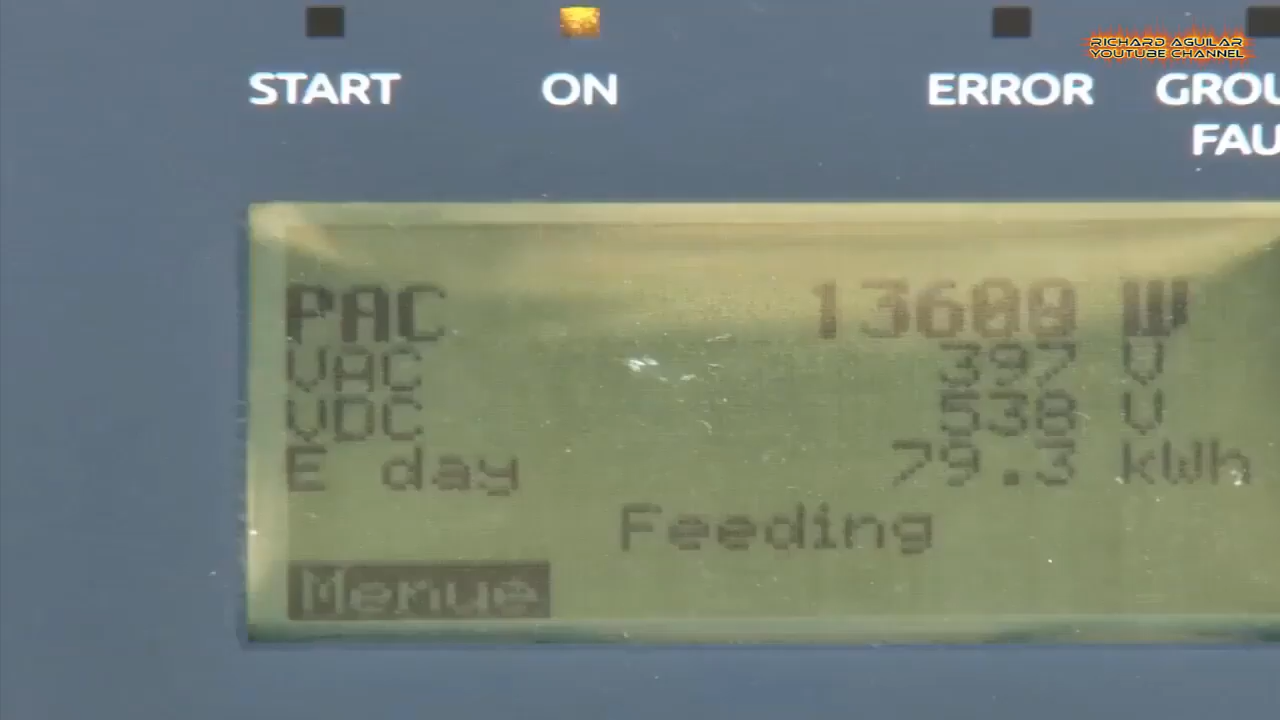 RICHARD AGUILAR
YOUTUBE CHANNEL
START ON ERROR GROU
FAU
PAC 13600 W
VAC 397 V
VDC 538 V
E day 79.3 kWh
Feeding
Menue